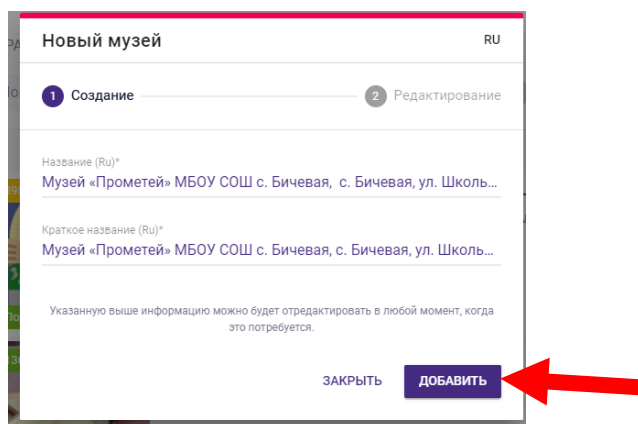 Новый музей RU
1 Создание 2 Редактирование
Название (Ru)*
Музей «Прометей» МБОУ СОШ с. Бичевая, с. Бичевая, ул. Школь...
Краткое название (Ru)*
Музей «Прометей» МБОУ СОШ с. Бичевая, с. Бичевая, ул. Школь...
Указанную выше информацию можно будет отредактировать в любой момент, когда
это потребуется.
ЗАКРЫТЬ ДОБАВИТЬ